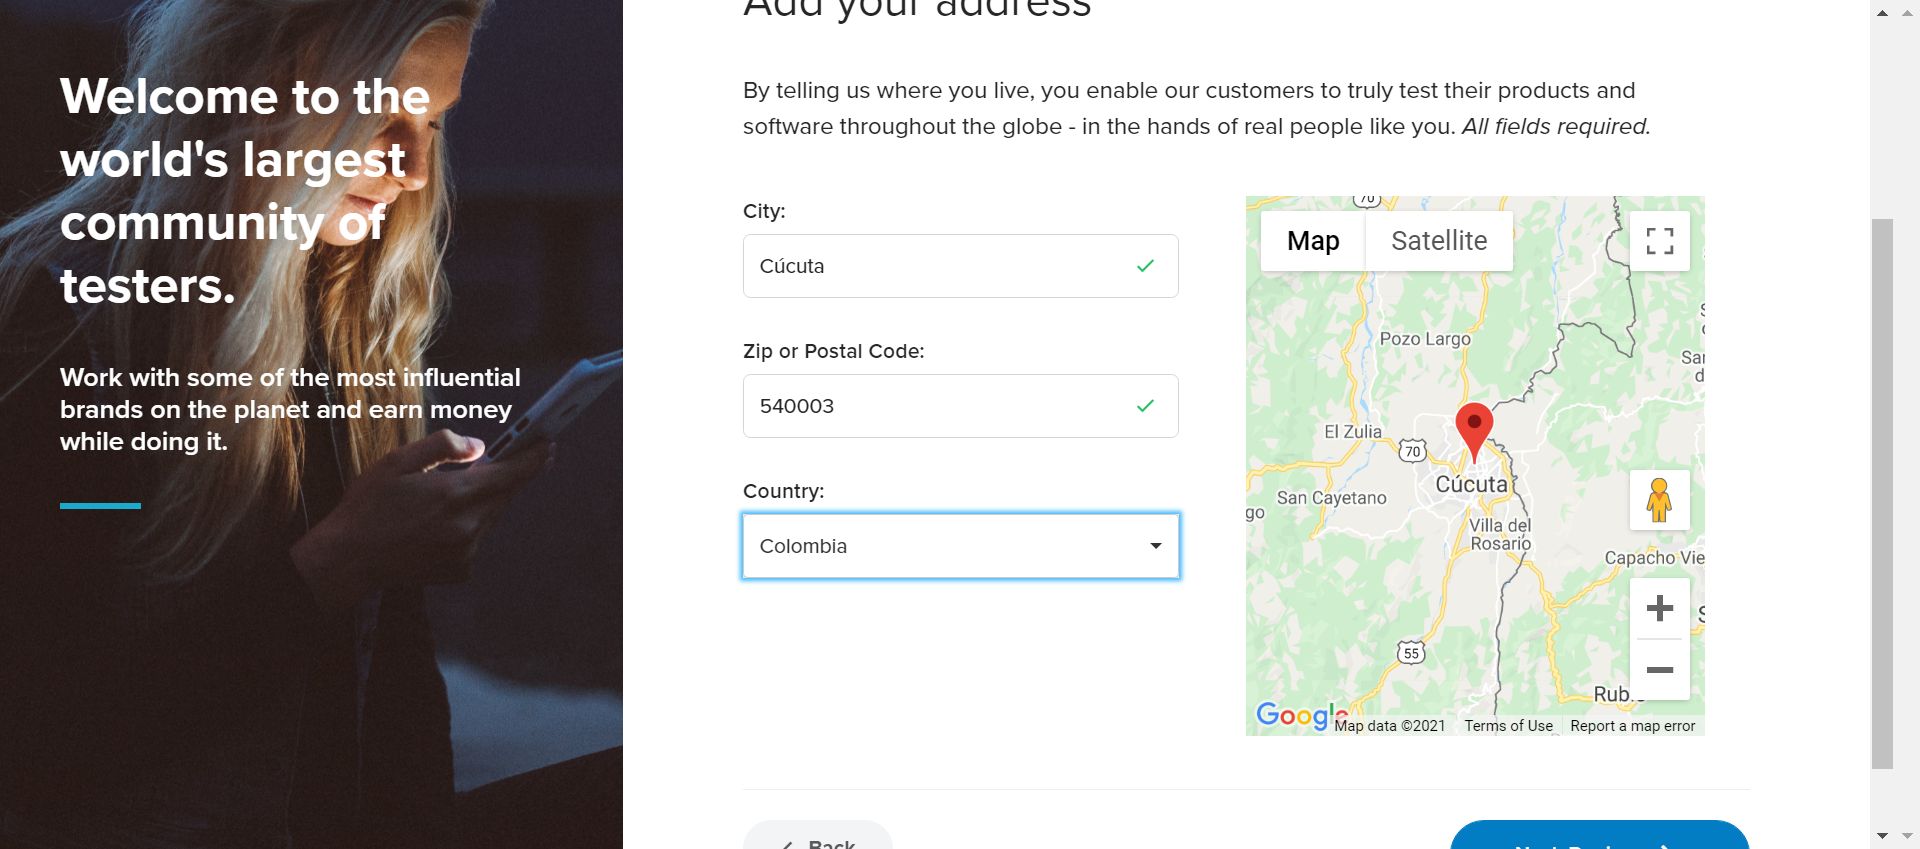 Welcome to the
world's largest
community of
testers.
Work with some of the most influential
brands on the planet and earn money
while doing it.
Add your address
By telling us where you live, you enable our customers to truly test their products and
software throughout the globe - in the hands of real people like you. All fields required.
City:
Cúcuta
Zip or Postal Code:
540003
Country:
Colombia
Map
Satellite
70
Pozo Largo
El Zulia
70
Cúcuta
San Cayetano
go
Villa del
Rosario
Capacho Vie
55
Google
Map data ©2021
Terms of Use
Report a map error
Back